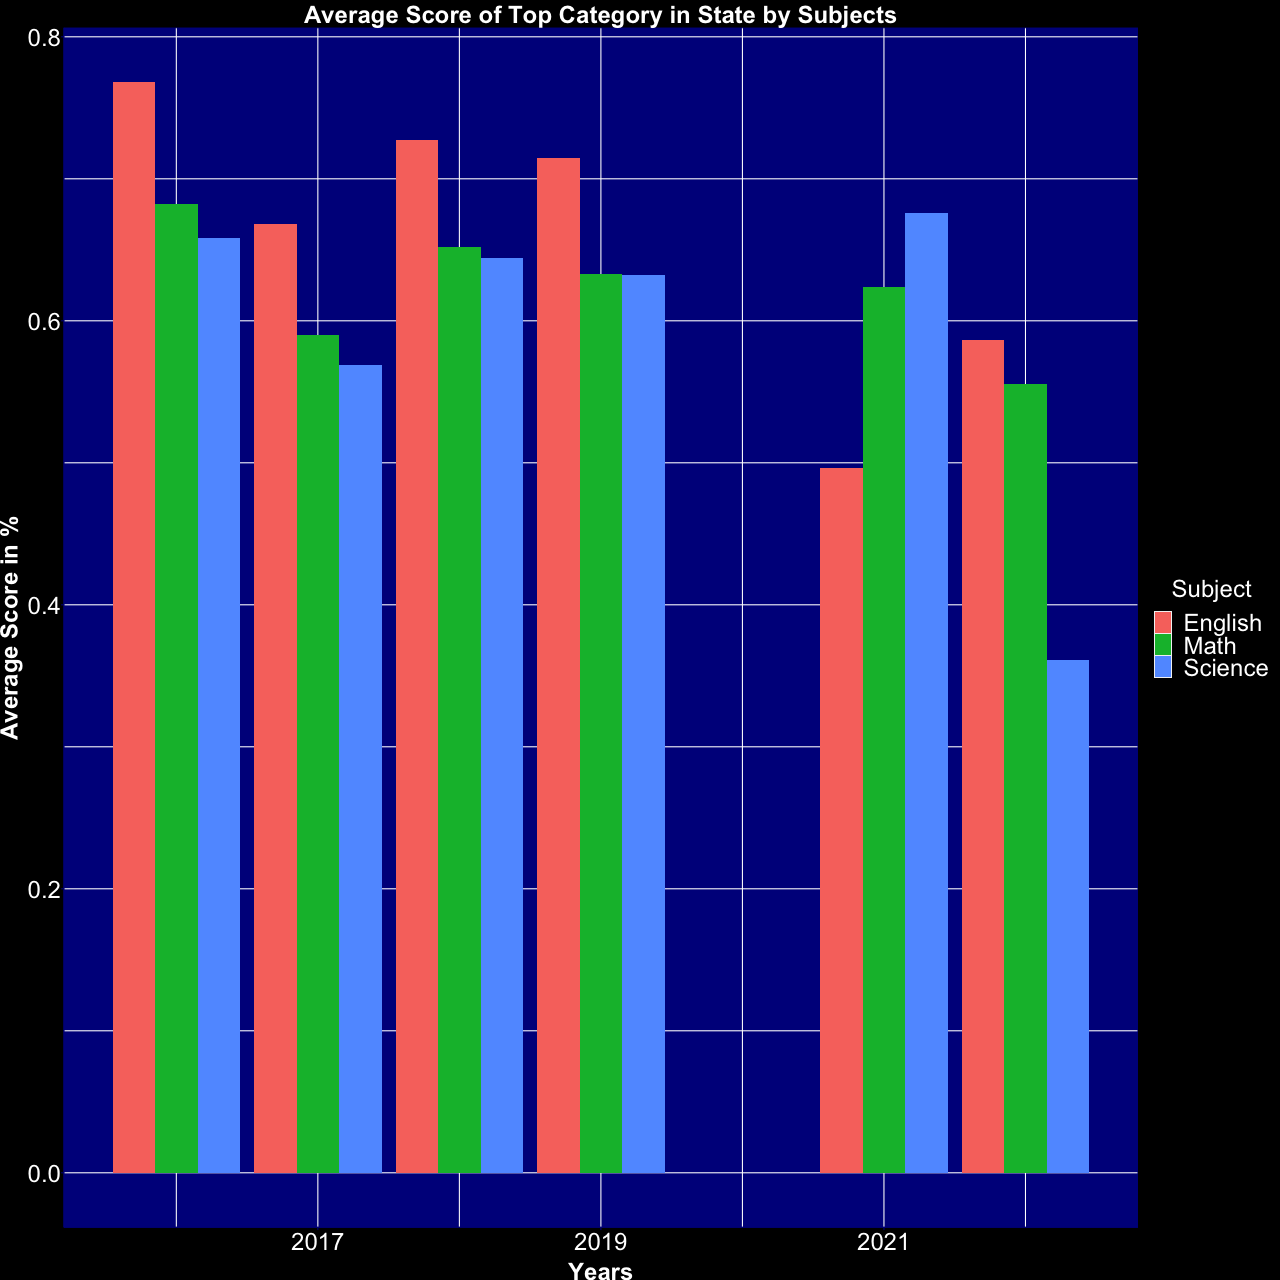 Average Score of Top Category in State by Subjects
Average Score in %
0.8
0.6
0.4
0.2
0.0
2017 2019 2021
Years
Subject
English
Math
Science